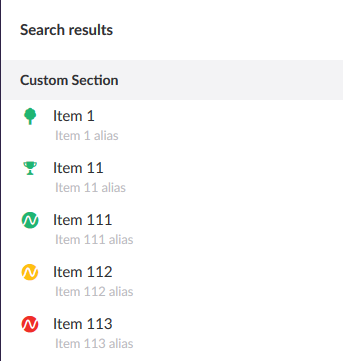 Search results
Custom Section
Item 1
Item 1 alias
Item 11
Item 11 alias
Item 111
Item 111 alias
Item 112
Item 112 alias
Item 113
Item 113 alias